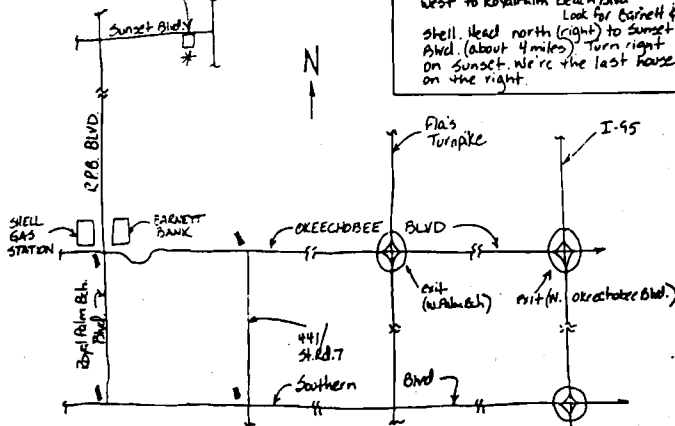 West to Royal Palm Beach Blvd
Look for Barnett &
Shell. Head north (right) to Sunset
Blvd. (about 4 miles). Turn right
on Sunset. We're the last house
on the right.
Sunset Blvd.
N
R.P.B. BLVD.
Fla's
Turnpike
I-95
SHELL
GAS
STATION
BARNETT
BANK
OKEECHOBEE BLVD
exit
(W. Palm Bch)
exit (W. Okeechobee Blvd.)
Royal Palm Bch.
Blvd.
441/
St.Rd.7
Southern Blvd